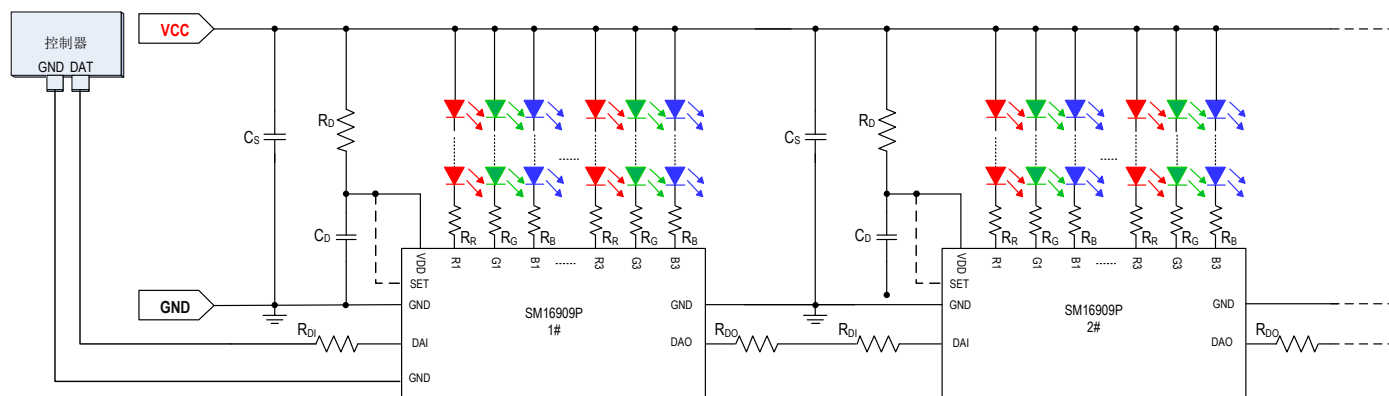 VCC
控制器
GND DAT
CS
RD
CS
RD
CD
RR
RG
RB
......
RR
RG
RB
CD
RR
RG
RB
......
RR
RG
RB
VDD
R1
G1
B1
......
R3
G3
B3
VDD
R1
G1
B1
......
R3
G3
B3
SET
SET
GND
GND
GND
GND
GND
SM16909P
1#
SM16909P
2#
RDI
DAI
DAO
RDO
RDI
DAI
DAO
RDO
GND